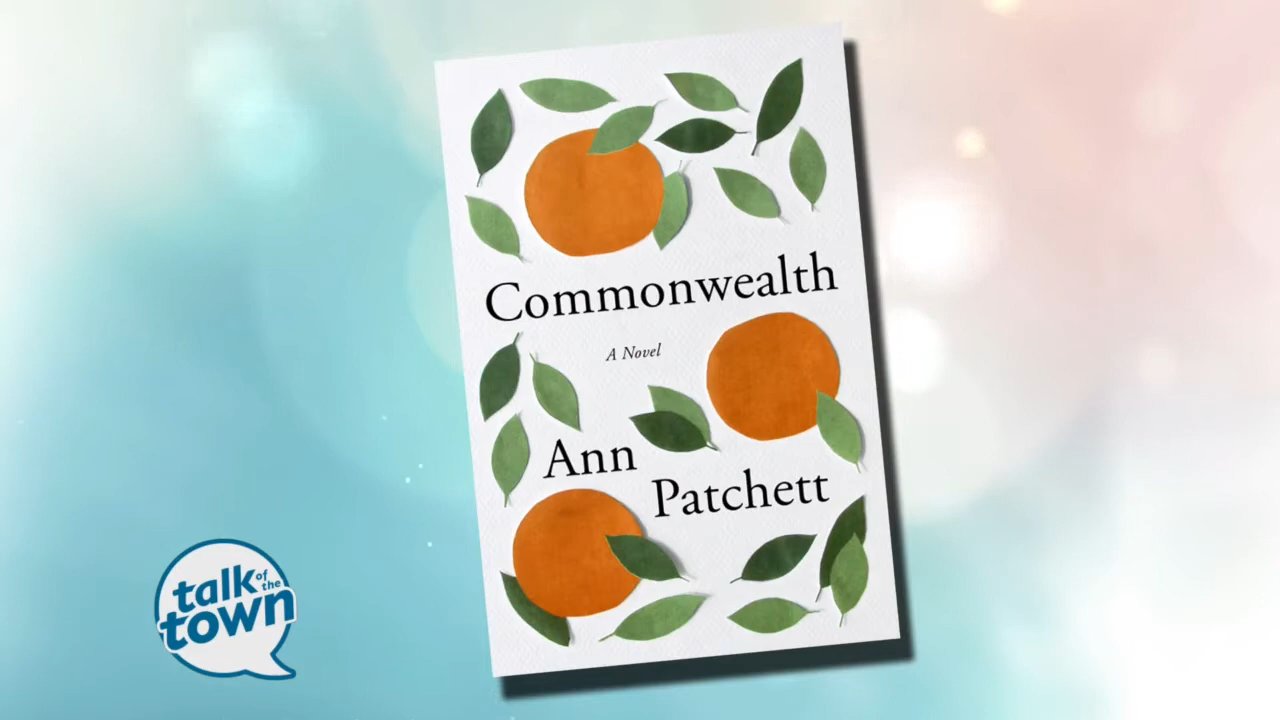 Commonwealth
A Novel
Ann
Patchett
talk of the
town